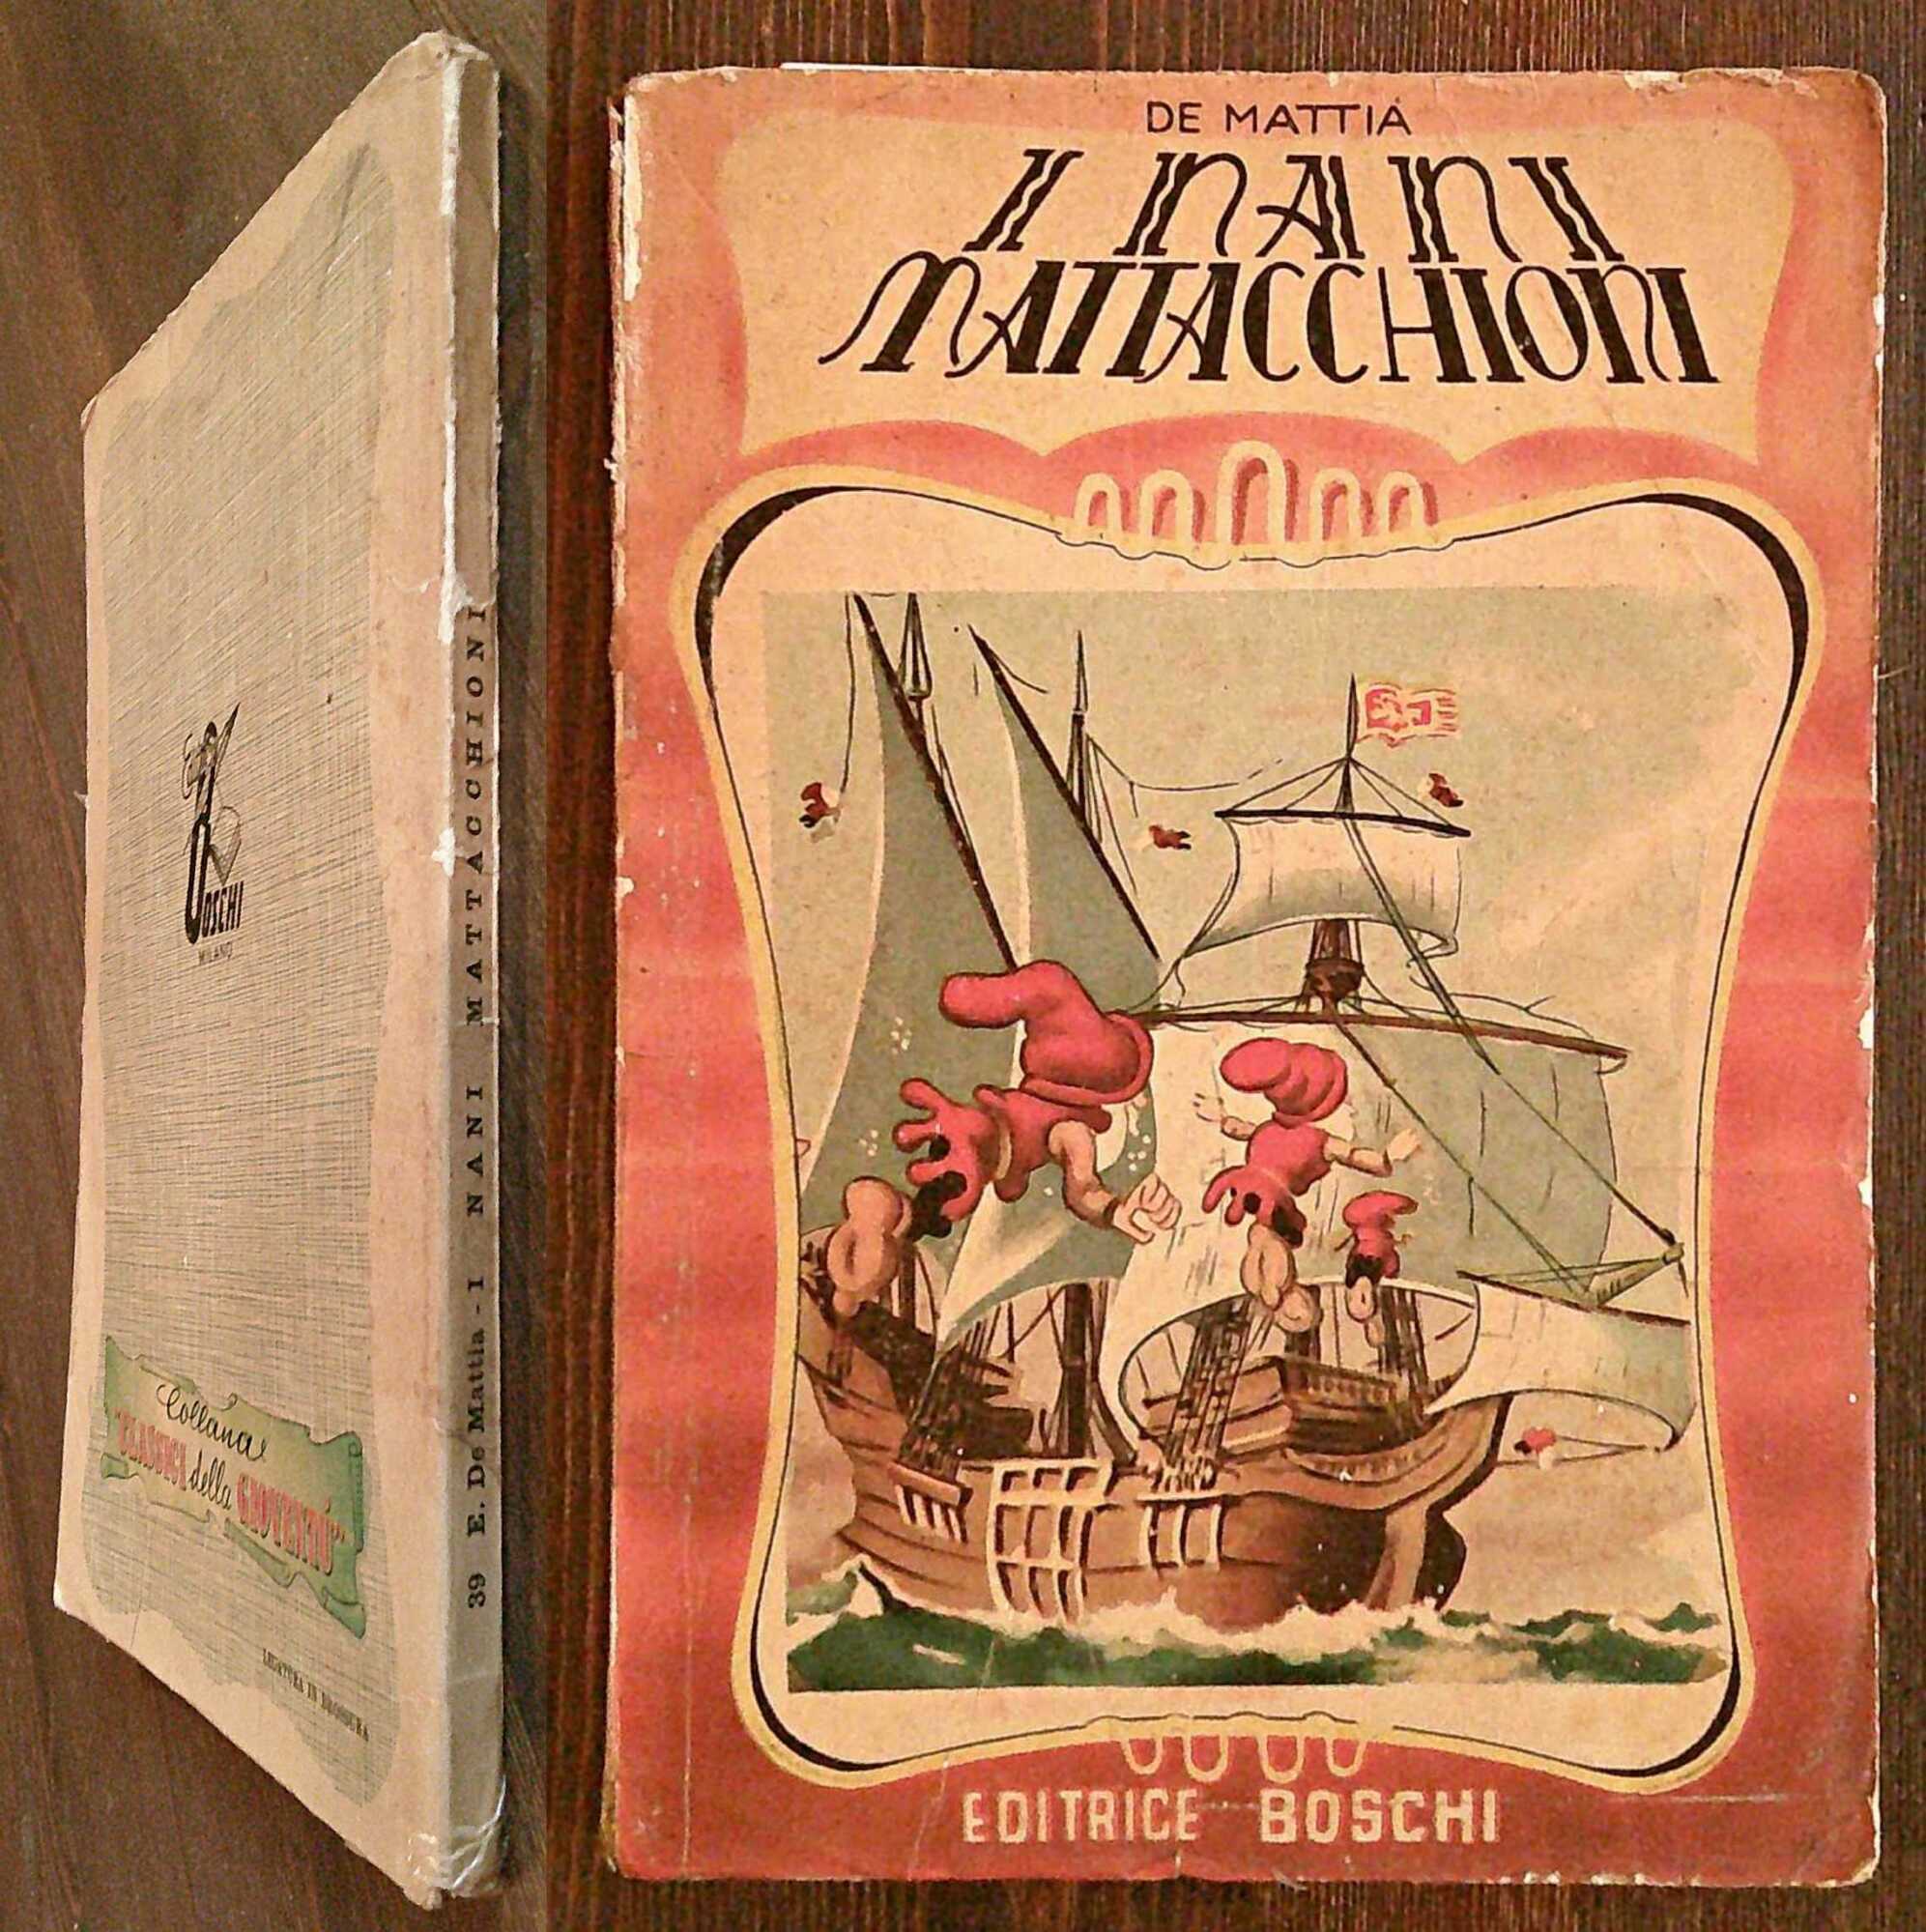 BOSCHI
MILANO
Collana
"CLASSICI della GIOVENTÙ"
LEGATURA IN BROSSURA
39 E. De Mattia - I NANI MATTACCHIONI
DE MATTIA
I NANI
MATTACCHIONI
EDITRICE BOSCHI